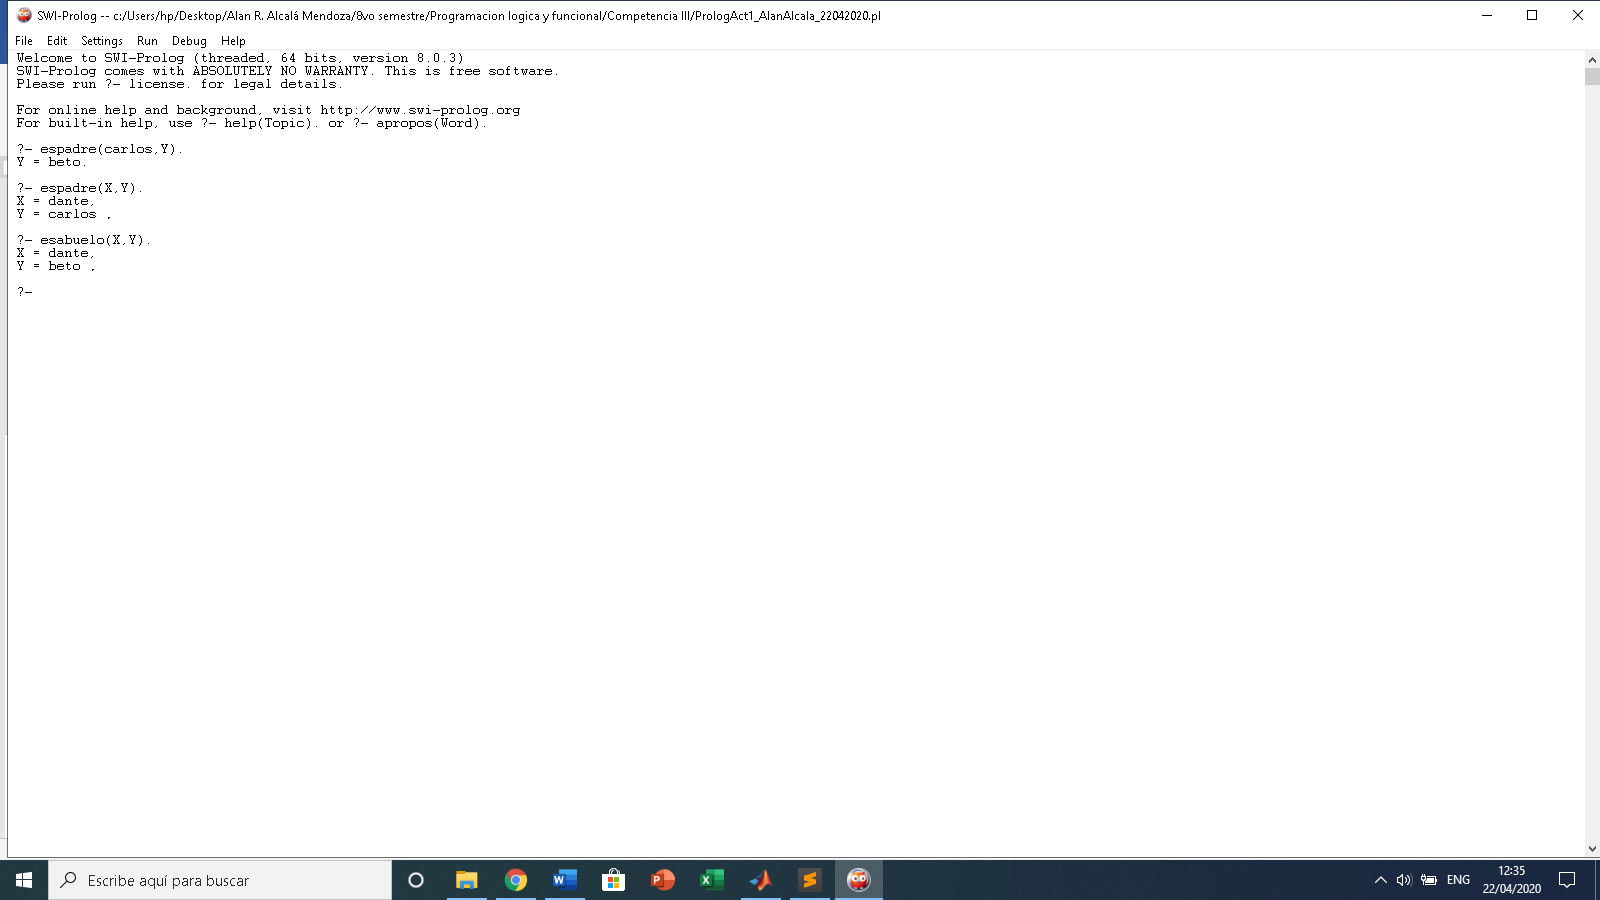 SWI-Prolog -- c:/Users/hp/Desktop/Alan R. Alcalá Mendoza/8vo semestre/Programacion logica y funcional/Competencia III/PrologAct1_AlanAlcala_22042020.pl
File Edit Settings Run Debug Help
Welcome to SWI-Prolog (threaded, 64 bits, version 8.0.3)
SWI-Prolog comes with ABSOLUTELY NO WARRANTY. This is free software.
Please run ?- license. for legal details.
For online help and background, visit http://www.swi-prolog.org
For built-in help, use ?- help(Topic). or ?- apropos(Word).
?- espadre(carlos,Y).
Y = beto.
?- espadre(X,Y).
X = dante,
Y = carlos ,
?- esabuelo(X,Y).
X = dante,
Y = beto ,
?-
Escribe aquí para buscar
ENG
12:35
22/04/2020